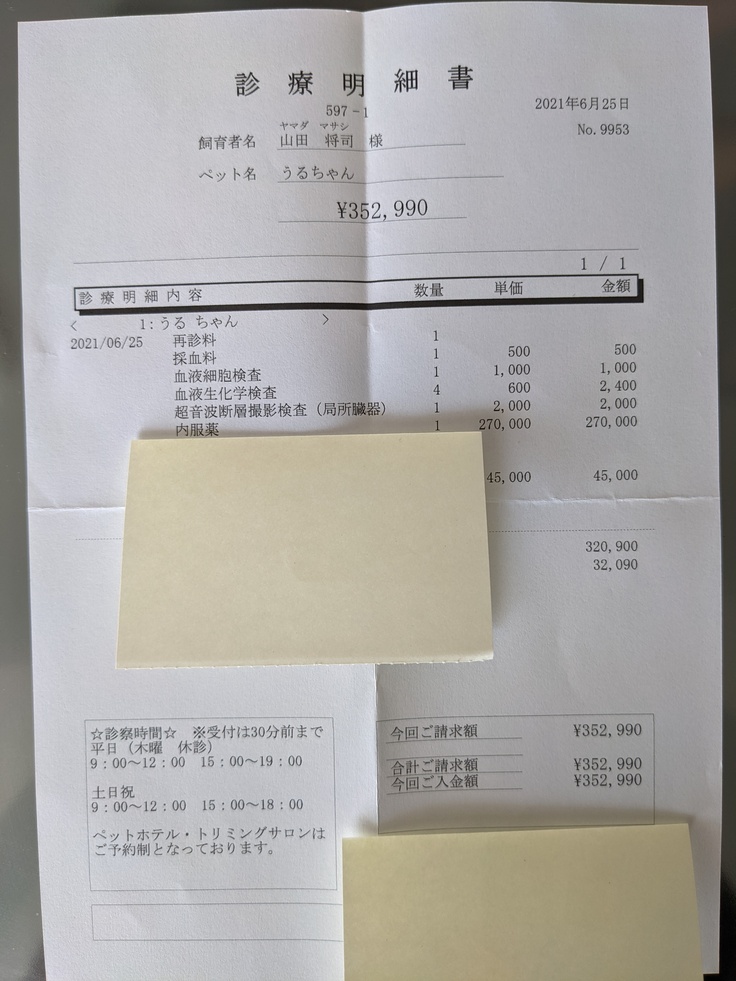 診療明細書
597-1
2021年6月25日
No.9953
ヤマダ マサシ
飼育者名 山田 将司 様
ペット名 うるちゃん
¥352,990
1 / 1
診療明細内容 数量 単価 金額
< 1:うる ちゃん >
2021/06/25 再診料 1
採血料 1 500 500
血液細胞検査 1 1,000 1,000
血液生化学検査 4 600 2,400
超音波断層撮影検査(局所臓器) 1 2,000 2,000
内服薬 1 270,000 270,000
45,000 45,000
320,900
32,090
☆診察時間☆ ※受付は30分前まで
平日(木曜 休診)
9:00〜12:00 15:00〜19:00
土日祝
9:00〜12:00 15:00〜18:00
ペットホテル・トリミングサロンは
ご予約制となっております。
今回ご請求額 ¥352,990
合計ご請求額 ¥352,990
今回ご入金額 ¥352,990